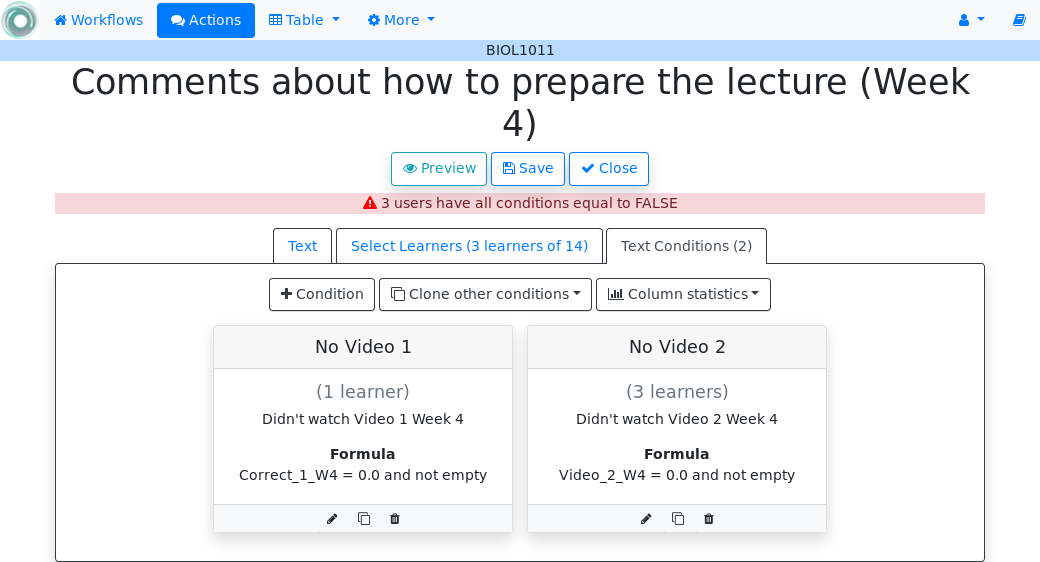 Workflows Actions Table More
BIOL1011
Comments about how to prepare the lecture (Week
4)
Preview Save Close
3 users have all conditions equal to FALSE
Text Select Learners (3 learners of 14) Text Conditions (2)
Condition Clone other conditions Column statistics
No Video 1
(1 learner)
Didn't watch Video 1 Week 4
Formula
Correct_1_W4 = 0.0 and not empty
No Video 2
(3 learners)
Didn't watch Video 2 Week 4
Formula
Video_2_W4 = 0.0 and not empty